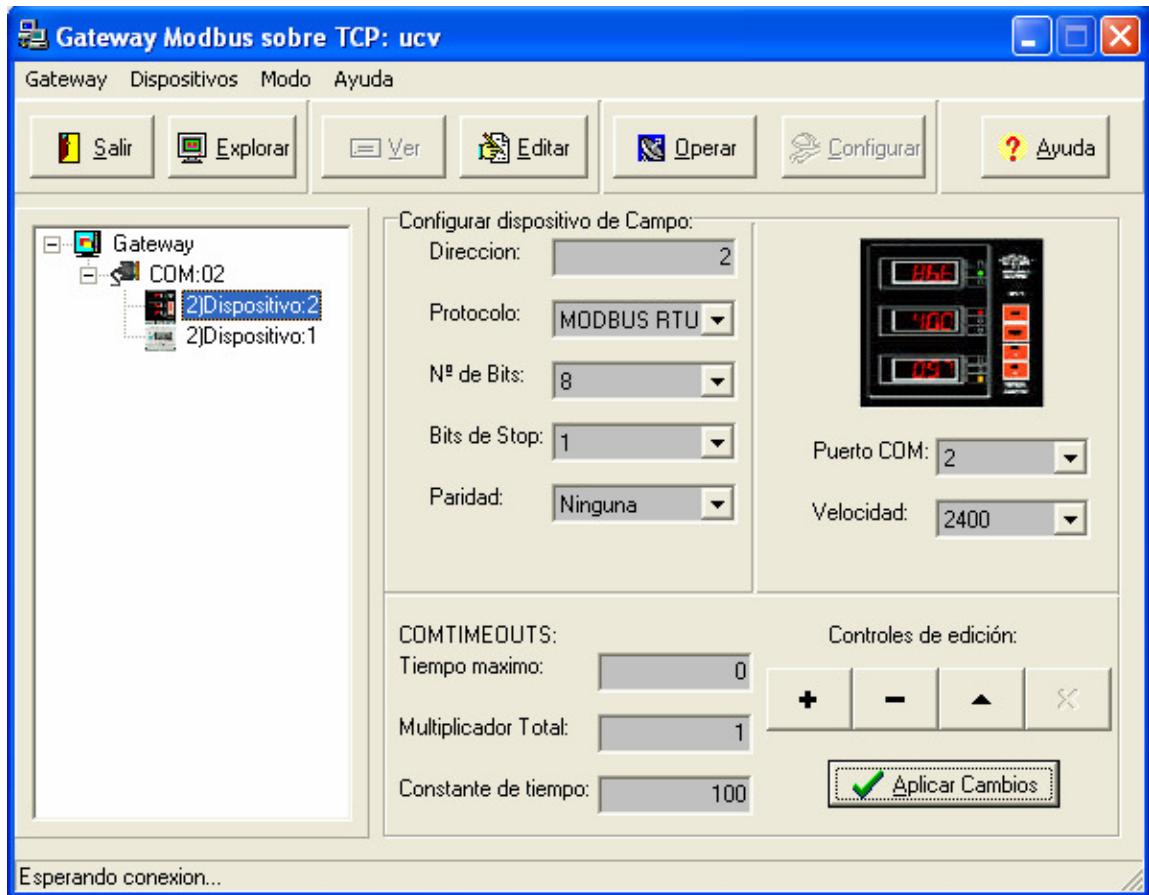 Gateway Modbus sobre TCP: ucv
Gateway Dispositivos Modo Ayuda
Salir Explorar Ver Editar Operar Configurar Ayuda
Gateway
COM:02
2)Dispositivo:2
2)Dispositivo:1
Configurar dispositivo de Campo:
Direccion: 2
Protocolo: MODBUS RTU
Nº de Bits: 8
Bits de Stop: 1
Paridad: Ninguna
Puerto COM: 2
Velocidad: 2400
COMTIMEOUTS:
Tiempo maximo: 0
Multiplicador Total: 1
Constante de tiempo: 100
Controles de edición:
Aplicar Cambios
Esperando conexion...